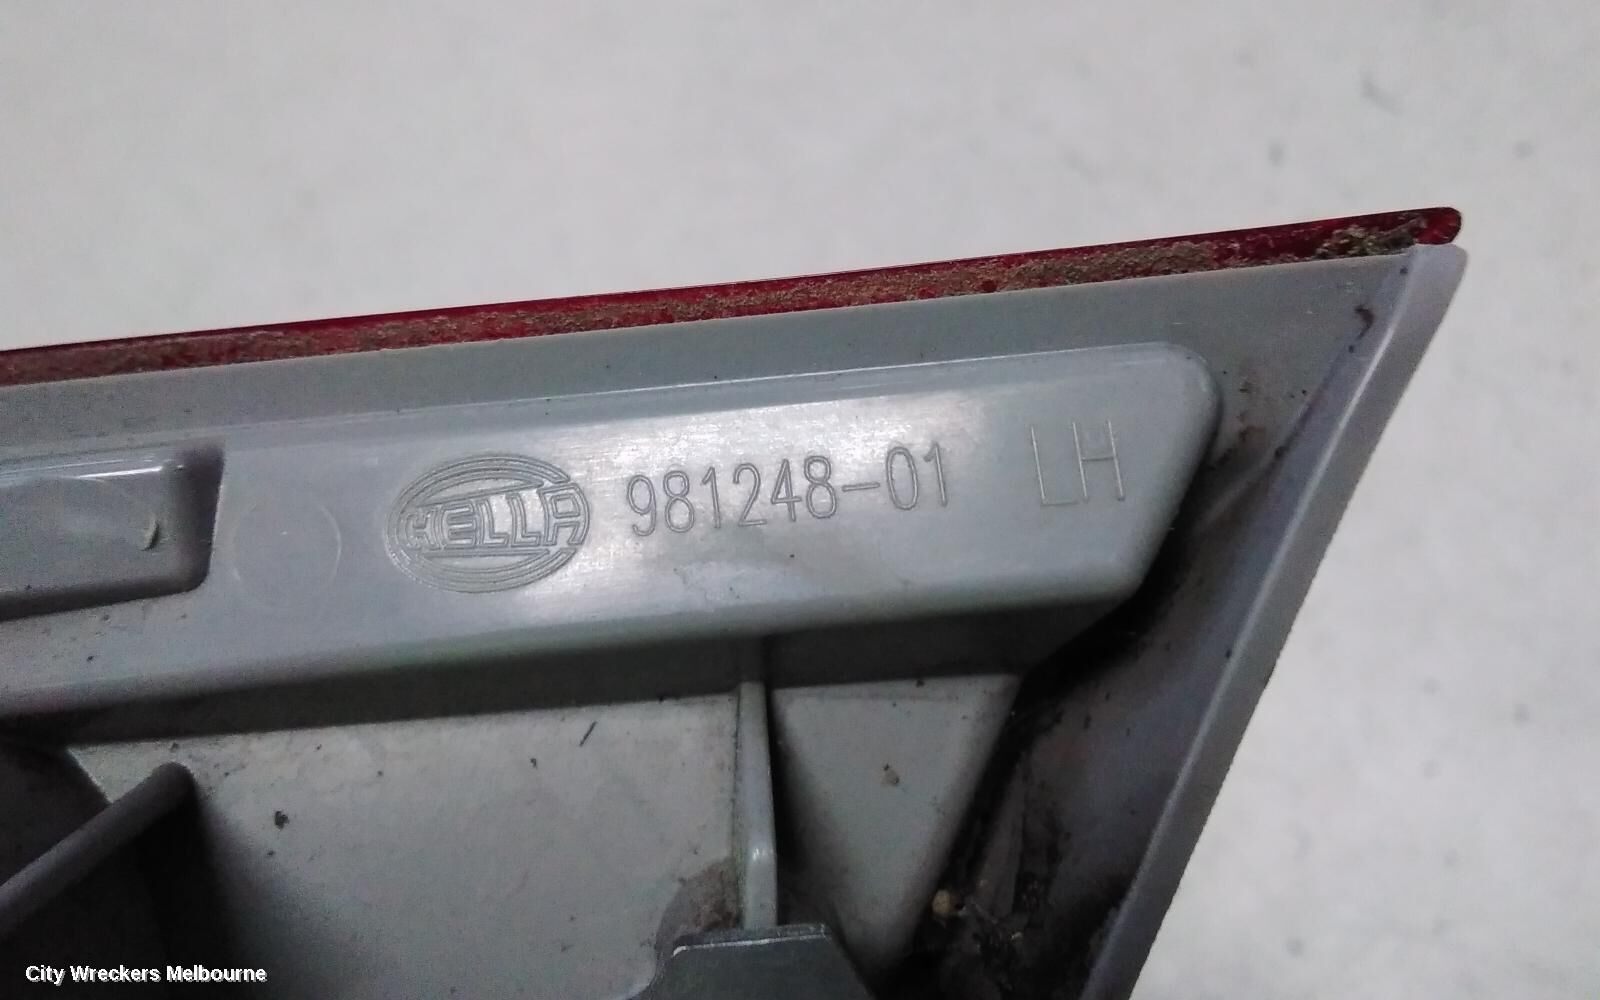 HELLA 981248-01 LH
City Wreckers Melbourne